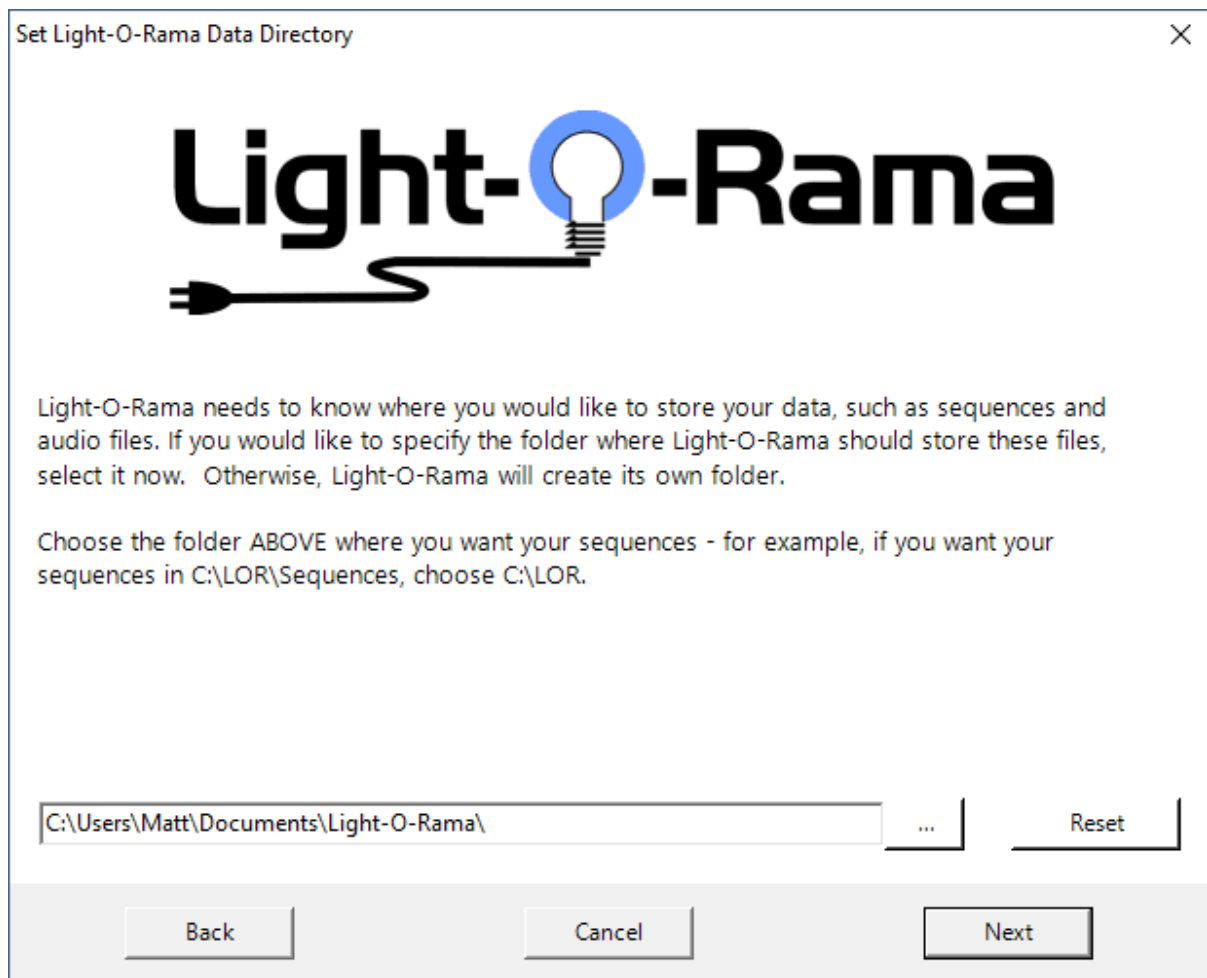 Set Light-O-Rama Data Directory
Light-O-Rama
Light-O-Rama needs to know where you would like to store your data, such as sequences and
audio files. If you would like to specify the folder where Light-O-Rama should store these files,
select it now.  Otherwise, Light-O-Rama will create its own folder.
Choose the folder ABOVE where you want your sequences - for example, if you want your
sequences in C:\LOR\Sequences, choose C:\LOR.
C:\Users\Matt\Documents\Light-O-Rama\ ... Reset
Back Cancel Next